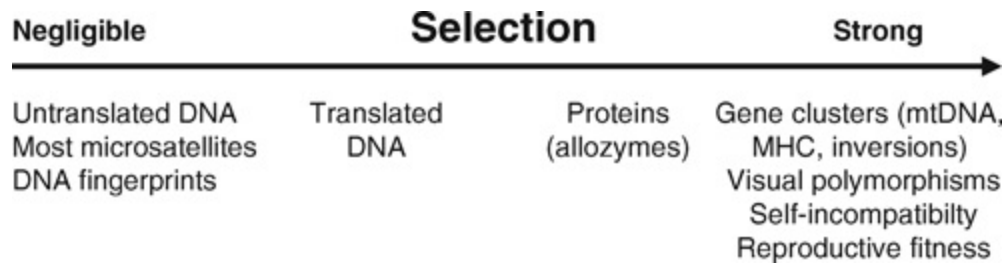 Negligible Selection Strong
Untranslated DNA
Most microsatellites
DNA fingerprints
Translated
DNA
Proteins
(allozymes)
Gene clusters (mtDNA,
MHC, inversions)
Visual polymorphisms
Self-incompatibilty
Reproductive fitness